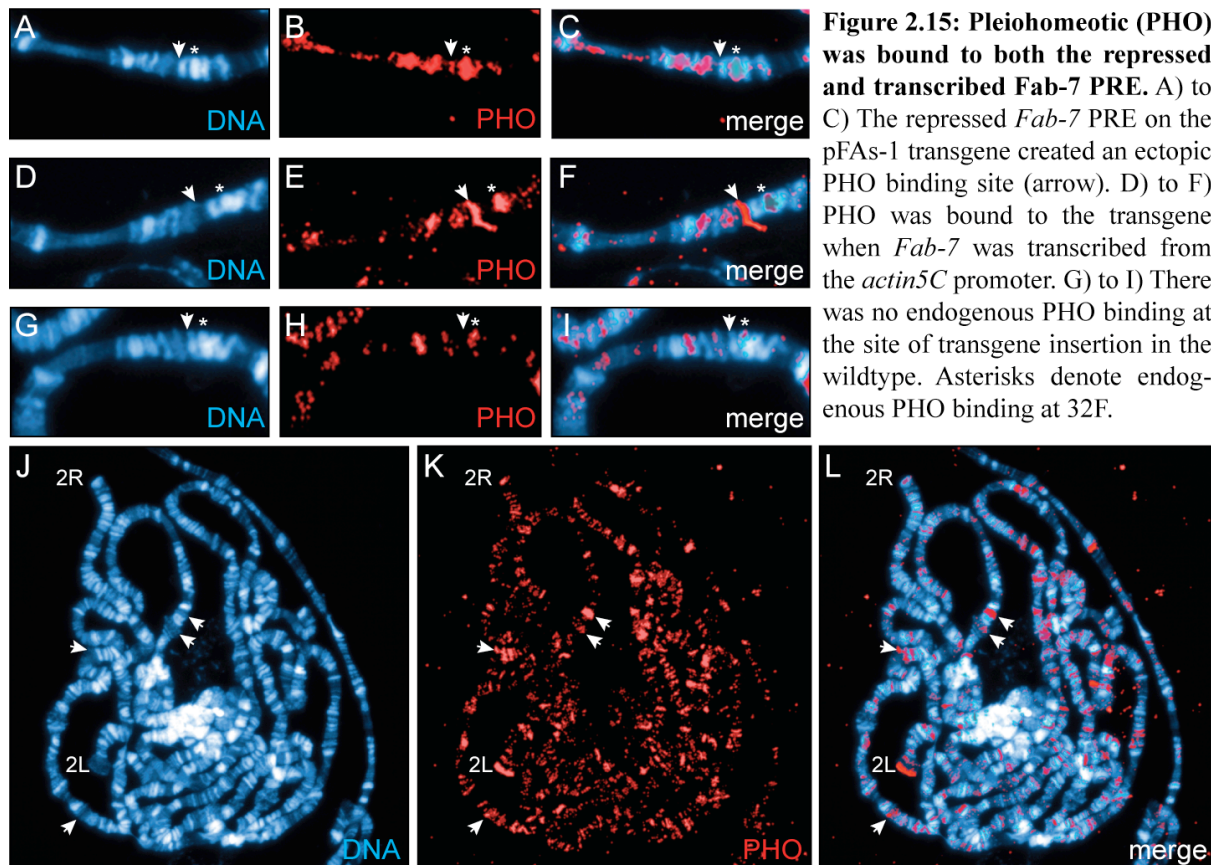 A
DNA
B
PHO
C
merge
D
DNA
E
PHO
F
merge
G
DNA
H
PHO
I
merge
Figure 2.15: Pleiohomeotic (PHO)
was bound to both the repressed
and transcribed Fab-7 PRE. A) to
C) The repressed Fab-7 PRE on the
pFAs-1 transgene created an ectopic
PHO binding site (arrow). D) to F)
PHO was bound to the transgene
when Fab-7 was transcribed from
the actin5C promoter. G) to I) There
was no endogenous PHO binding at
the site of transgene insertion in the
wildtype. Asterisks denote endog-
enous PHO binding at 32F.
J
2R
2L
DNA
K
2R
2L
PHO
L
2R
2L
merge